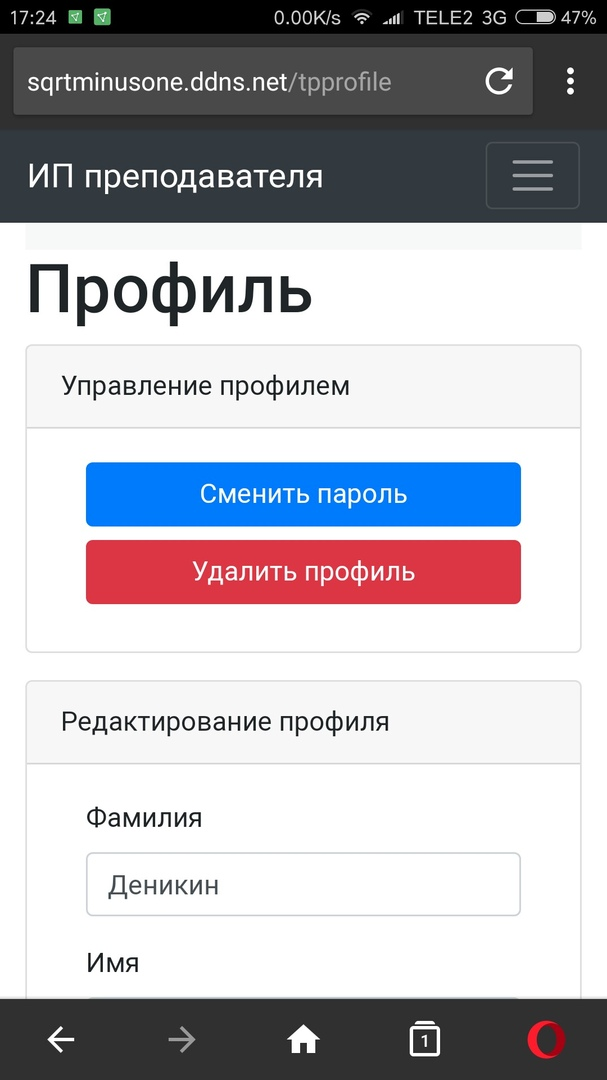 17:24 0.00K/s TELE2 3G 47%
sqrtminusone.ddns.net/tpprofile
ИП преподавателя
Профиль
Управление профилем
Сменить пароль
Удалить профиль
Редактирование профиля
Фамилия
Деникин
Имя
1